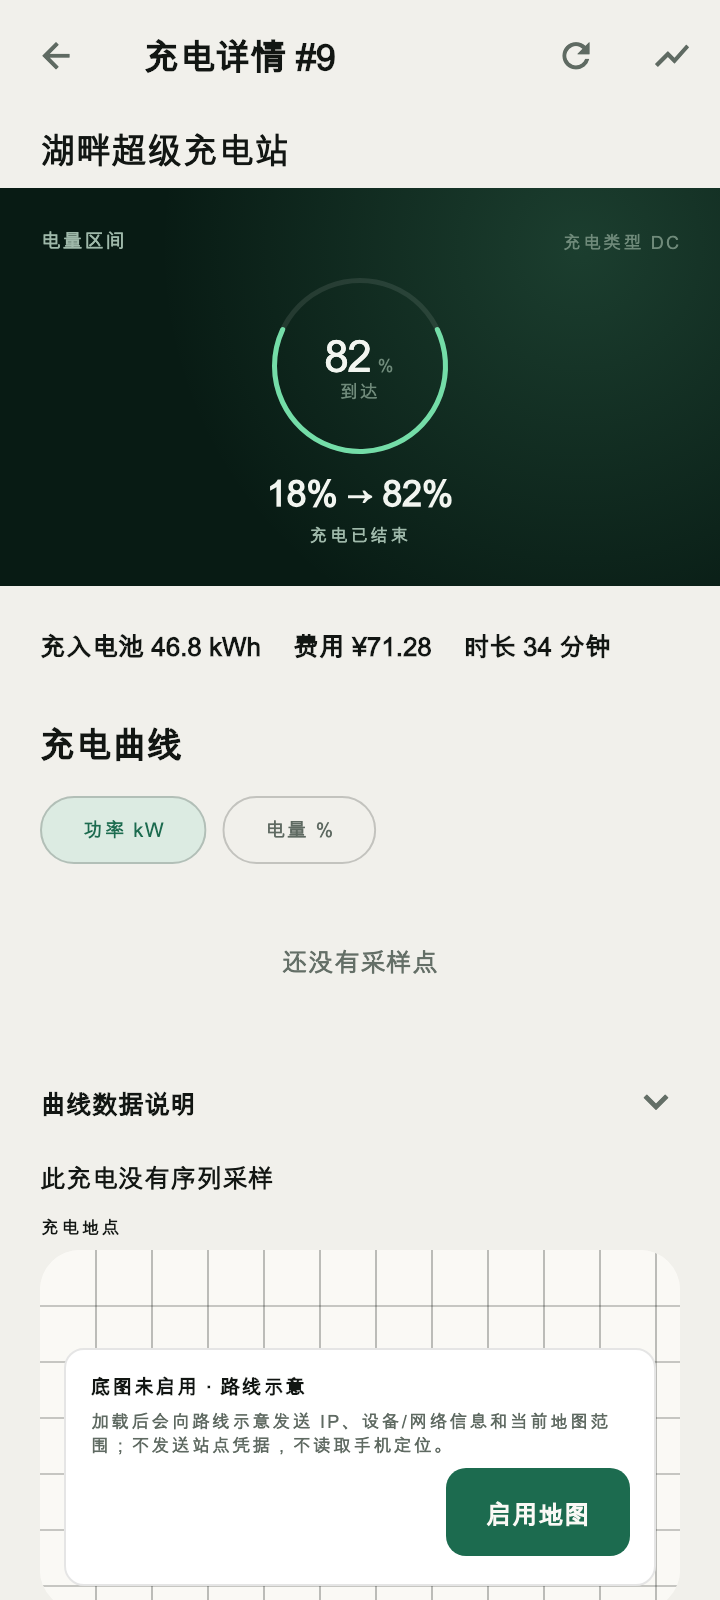 充电详情 #9
湖畔超级充电站
电量区间
充电类型 DC
82 %
到达
18% → 82%
充电已结束
充入电池 46.8 kWh 费用 ¥71.28 时长 34 分钟
充电曲线
功率 kW 电量 %
还没有采样点
曲线数据说明
此充电没有序列采样
充电地点
底图未启用 · 路线示意
加载后会向路线示意发送 IP、设备/网络信息和当前地图范
围；不发送站点凭据，不读取手机定位。
启用地图